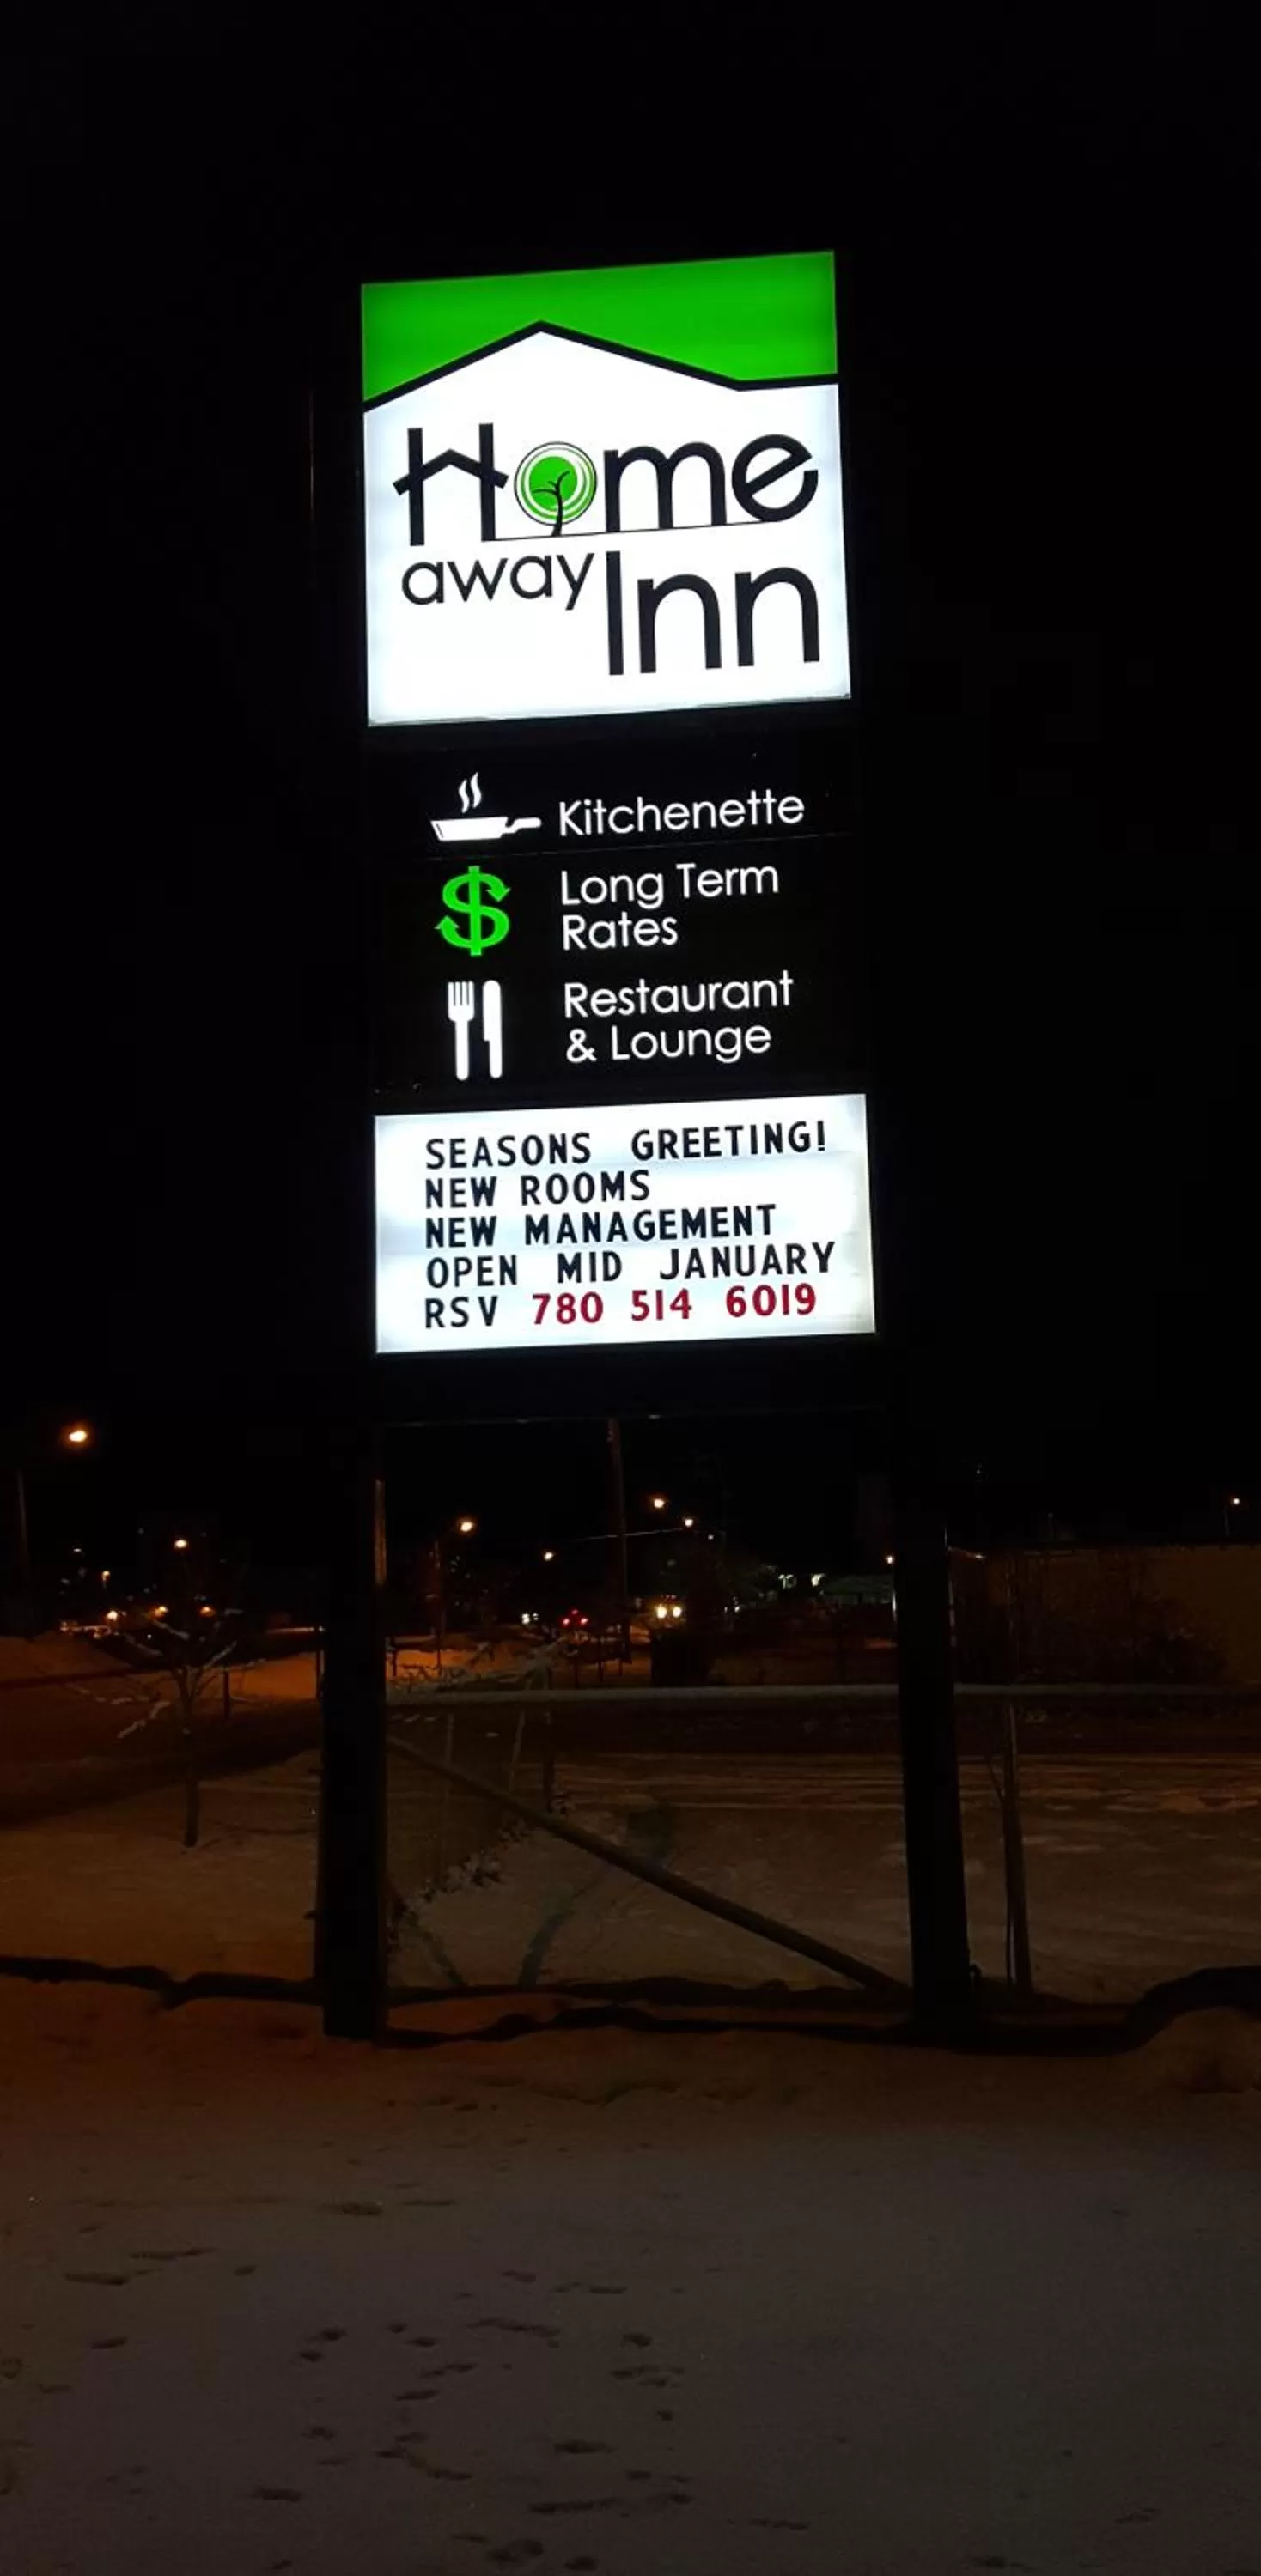 Home
away Inn
Kitchenette
$ Long Term
Rates
Restaurant
& Lounge
SEASONS GREETING!
NEW ROOMS
NEW MANAGEMENT
OPEN MID JANUARY
RSV 780 514 6019